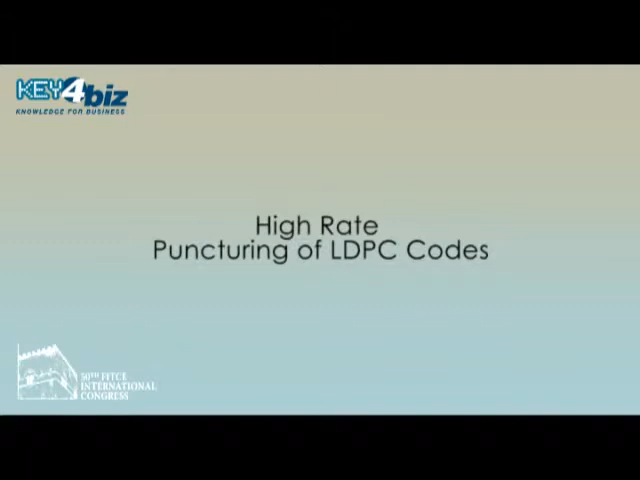 KEY4biz
KNOWLEDGE FOR BUSINESS
High Rate
Puncturing of LDPC Codes
50TH FITCE
INTERNATIONAL
CONGRESS